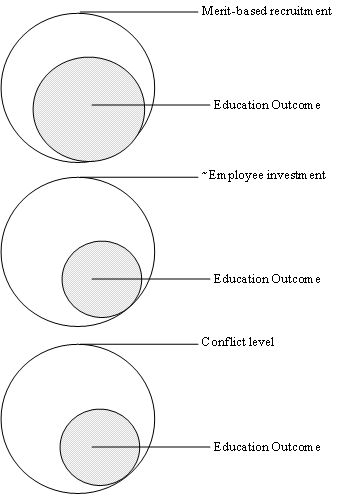 Merit-based recruitment
Education Outcome
~Employee investment
Education Outcome
Conflict level
Education Outcome